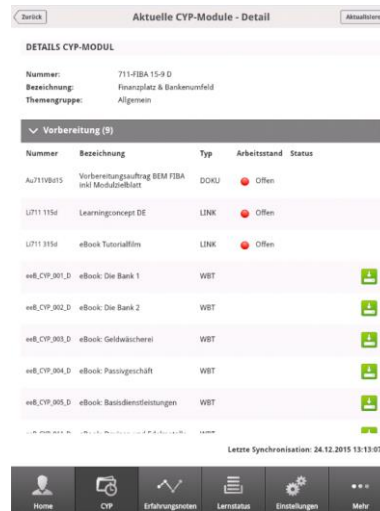 Zurück Aktuelle CYP-Module - Detail Aktualisieren
DETAILS CYP-MODUL
Nummer: 711-FIBA 15-9 D
Bezeichnung: Finanzplatz & Bankenumfeld
Themengruppe: Allgemein
Vorbereitung (9)
Nummer Bezeichnung Typ Arbeitsstand Status
Au711VBd15 Vorbereitungsauftrag BEM FIBA inkl Modulzielblatt DOKU Offen
Li711 115d Learningconcept DE LINK Offen
Li711 315d eBook Tutorialfilm LINK Offen
eeB_CYP_001_D eBook: Die Bank 1 WBT
eeB_CYP_002_D eBook: Die Bank 2 WBT
eeB_CYP_003_D eBook: Geldwäscherei WBT
eeB_CYP_004_D eBook: Passivgeschäft WBT
eeB_CYP_005_D eBook: Basisdienstleistungen WBT
Letzte Synchronisation: 24.12.2015 13:13:07
Home CYP Erfahrungsnoten Lernstatus Einstellungen Mehr